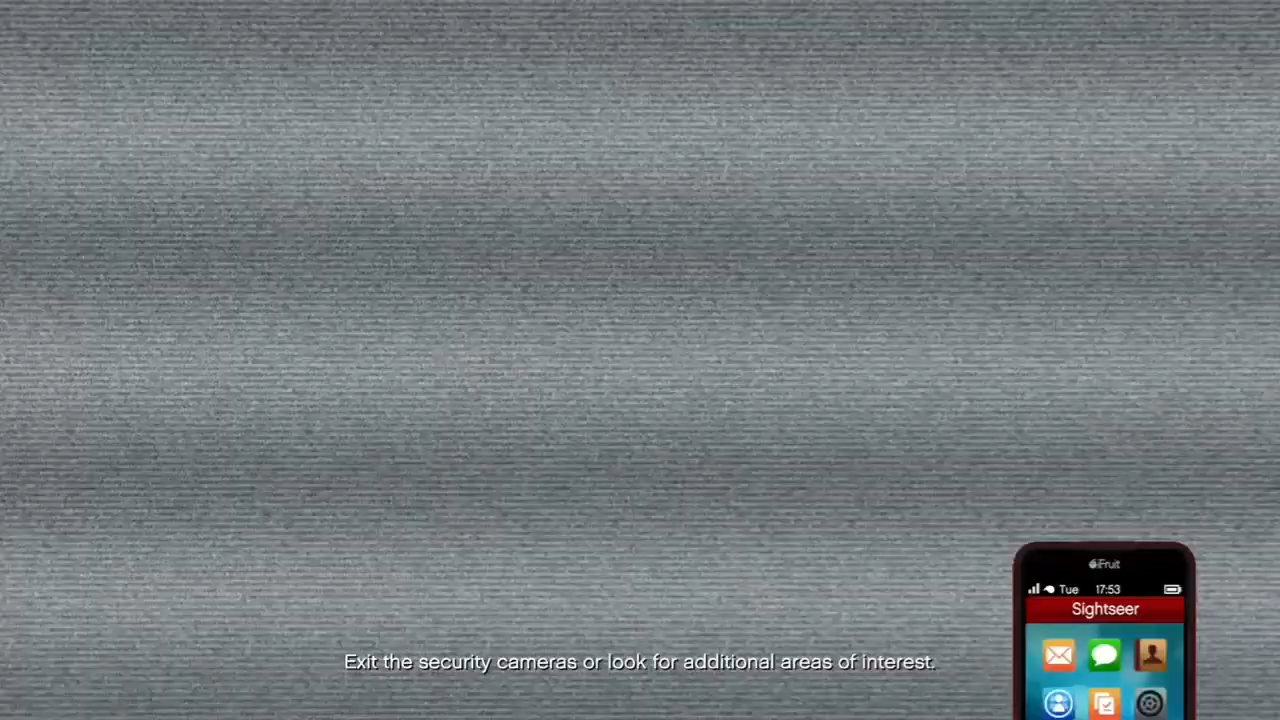 iFruit
Tue 17:53
Sightseer
Exit the security cameras or look for additional areas of interest.